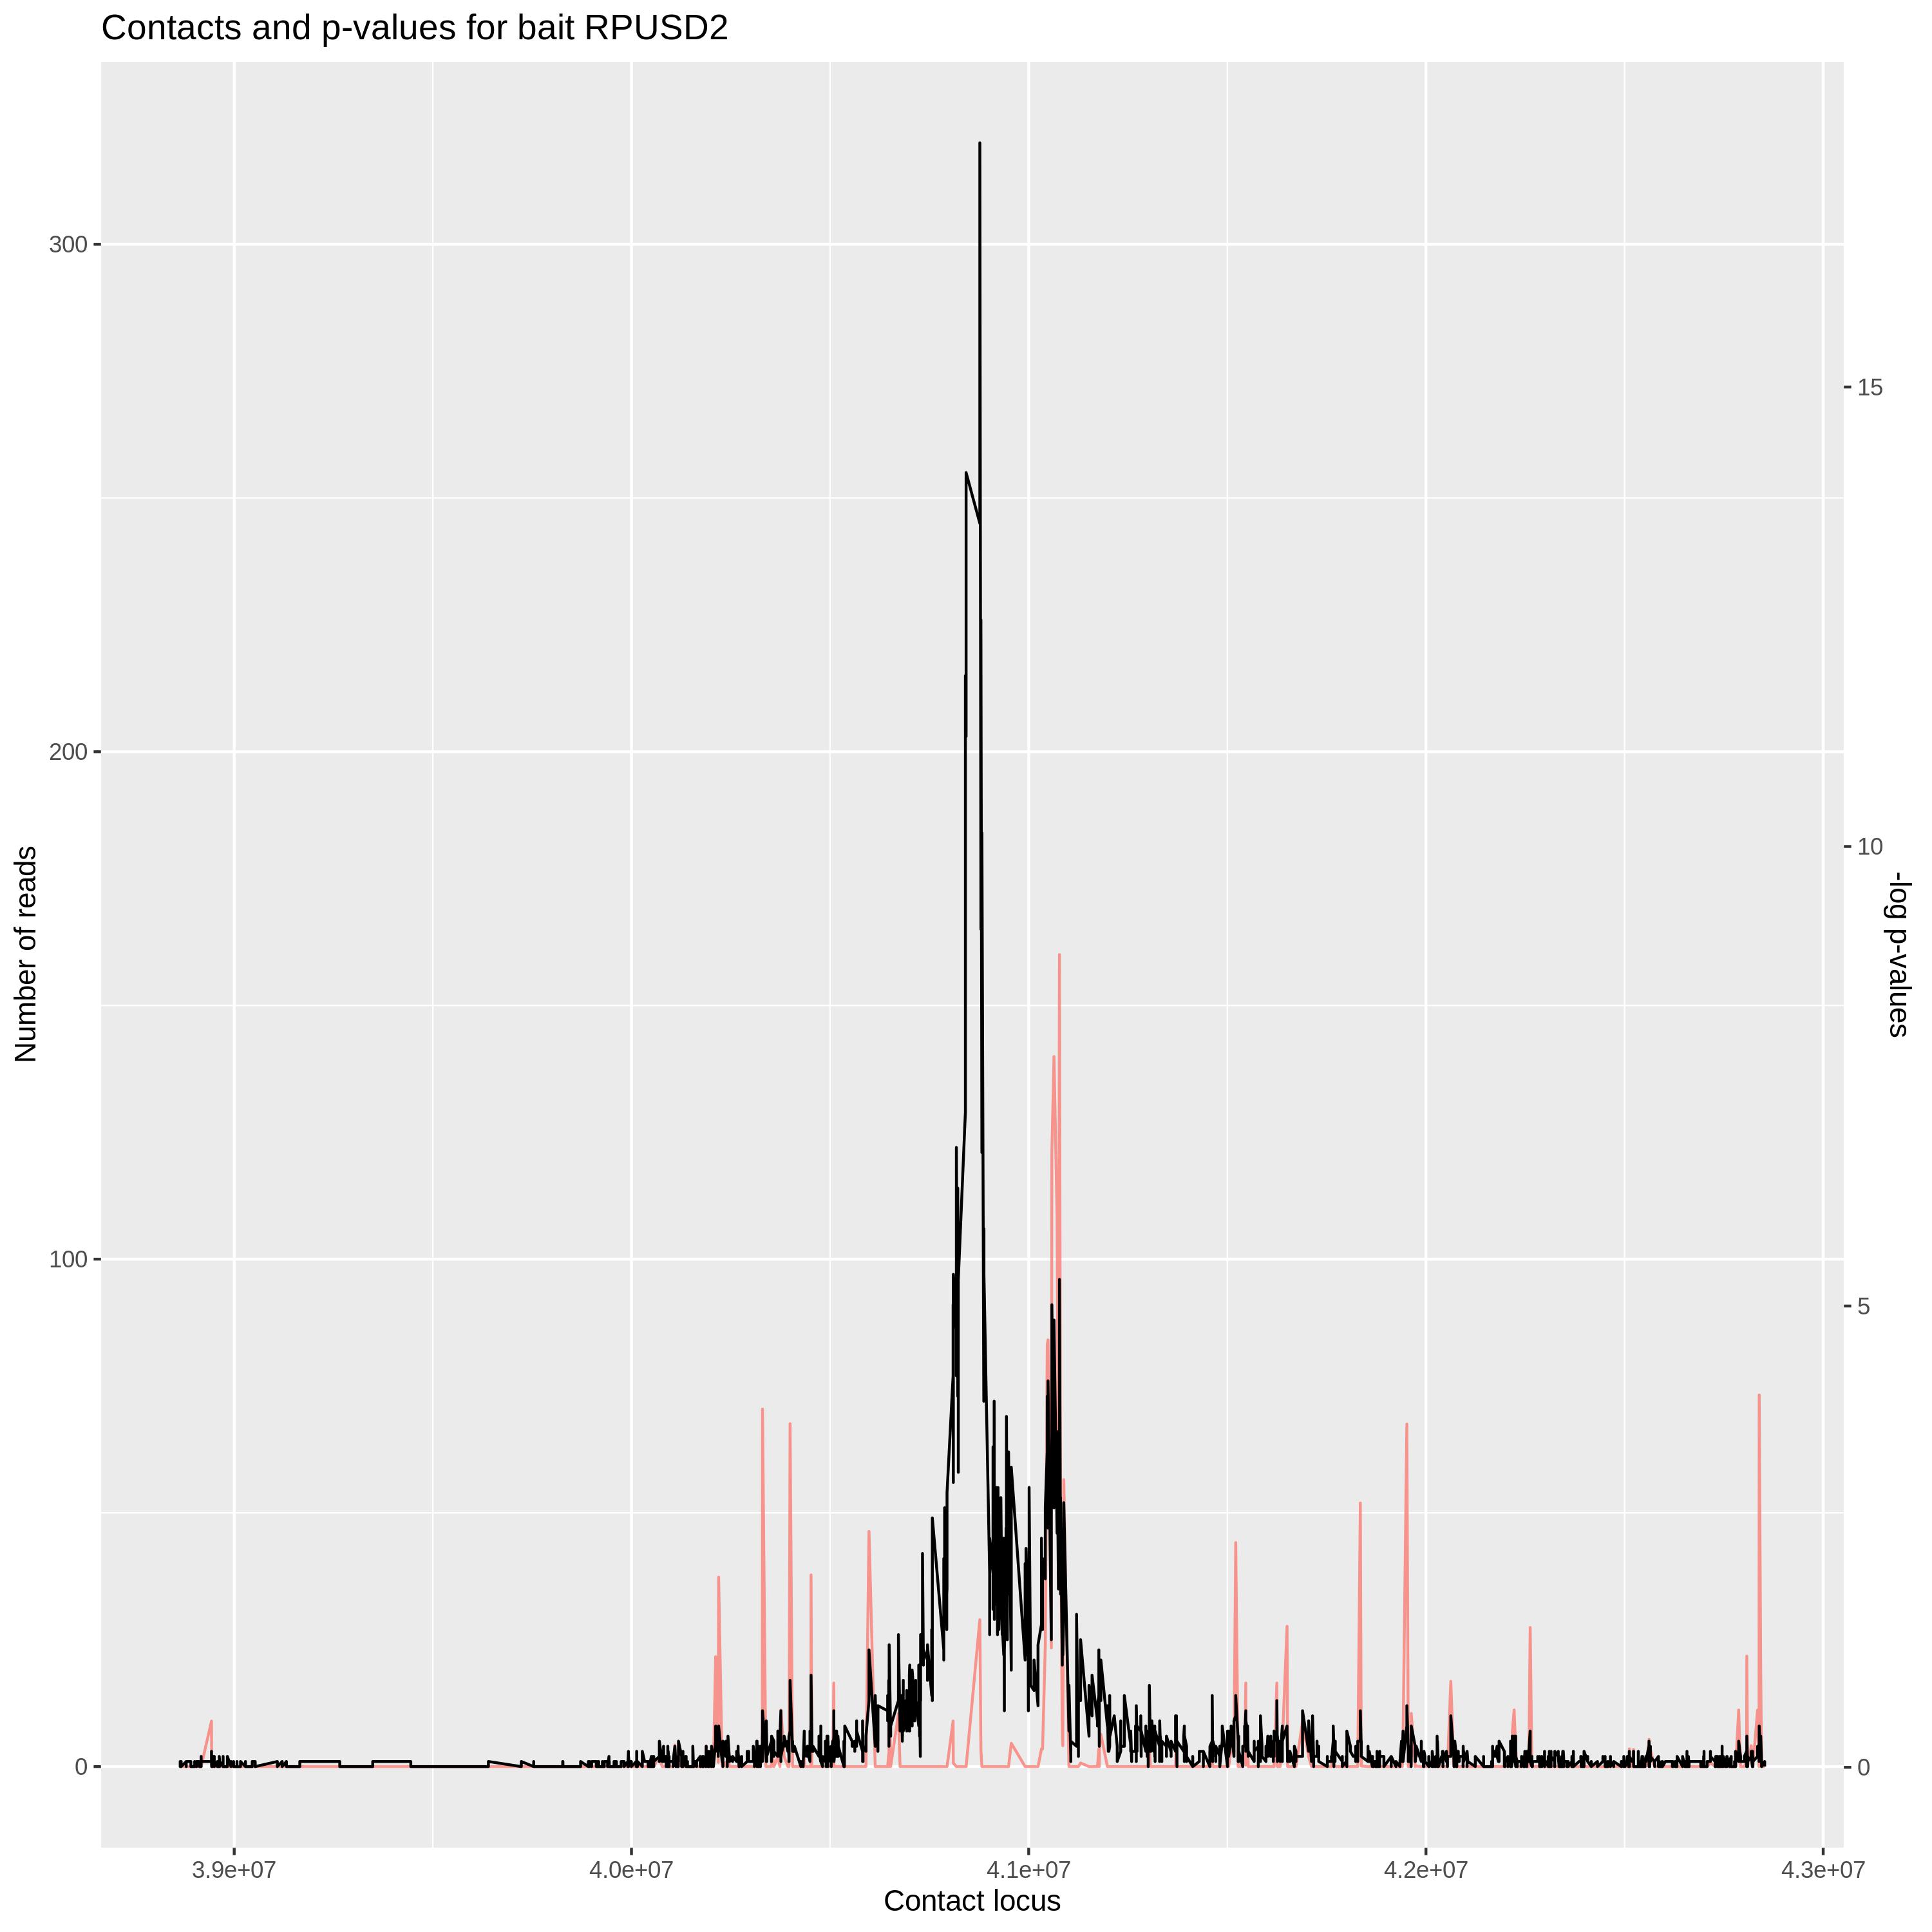 Contacts and p-values for bait RPUSD2
300
200
100
0
Number of reads
15
10
5
0
-log p-values
3.9e+07 4.0e+07 4.1e+07 4.2e+07 4.3e+07
Contact locus